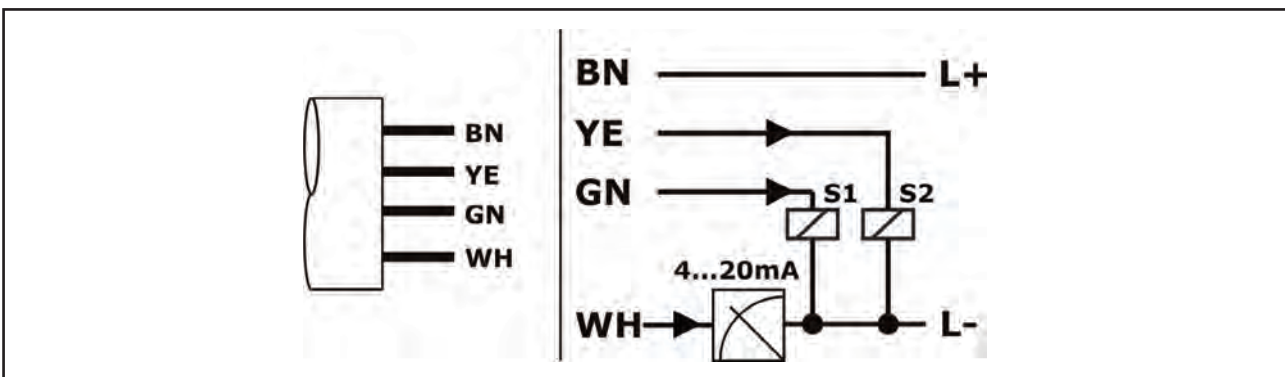 BN
YE
GN
WH
BN L+
YE
GN S1 S2
4...20mA
WH L-